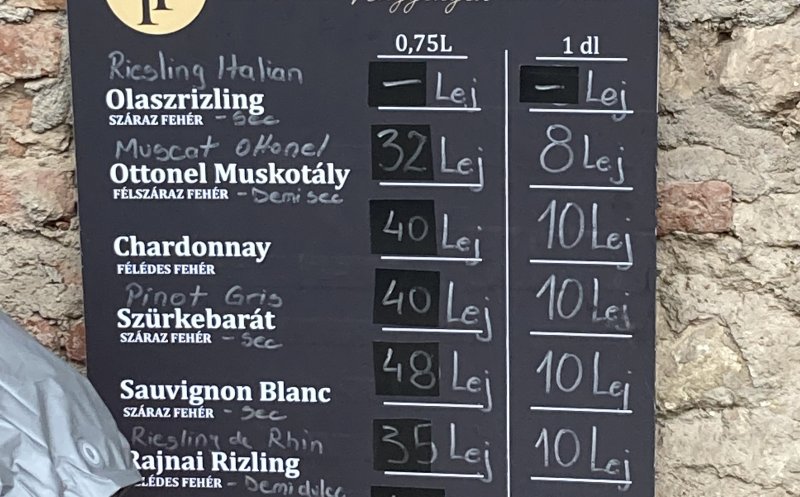 0,75L 1 dl
Riesling Italian
Olaszrizling — Lej — Lej
SZÁRAZ FEHÉR - sec
Muscat Ottonel
Ottonel Muskotály 32 Lej 8 Lej
FÉLSZÁRAZ FEHÉR - Demisec
Chardonnay 40 Lej 10 Lej
FÉLÉDES FEHÉR
Pinot Gris
Szürkebarát 40 Lej 10 Lej
SZÁRAZ FEHÉR - sec
Sauvignon Blanc 48 Lej 10 Lej
SZÁRAZ FEHÉR - sec
Riesling de Rhin
Rajnai Rizling 35 Lej 10 Lej
FÉLÉDES FEHÉR - Demidulce